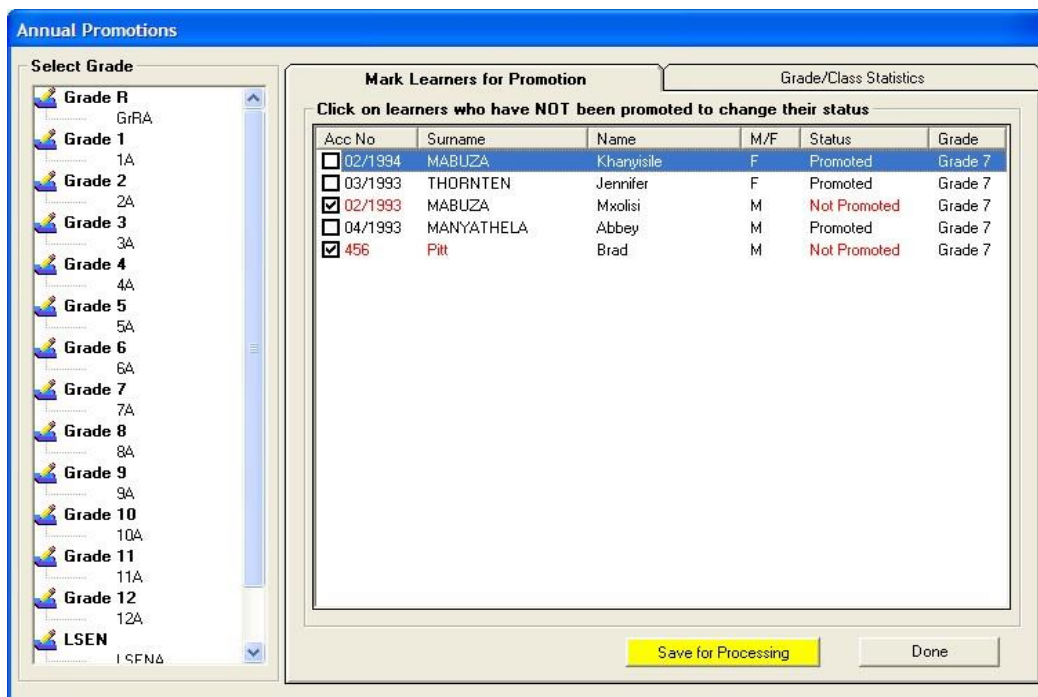 Annual Promotions
Select Grade
Grade R
GrRA
Grade 1
1A
Grade 2
2A
Grade 3
3A
Grade 4
4A
Grade 5
5A
Grade 6
6A
Grade 7
7A
Grade 8
8A
Grade 9
9A
Grade 10
10A
Grade 11
11A
Grade 12
12A
LSEN
LSENA
Mark Learners for Promotion
Grade/Class Statistics
Click on learners who have NOT been promoted to change their status
Acc No Surname Name M/F Status Grade
02/1994 MABUZA Khanyisile F Promoted Grade 7
03/1993 THORNTEN Jennifer F Promoted Grade 7
02/1993 MABUZA Mxolisi M Not Promoted Grade 7
04/1993 MANYATHELA Abbey M Promoted Grade 7
456 Pitt Brad M Not Promoted Grade 7
Save for Processing Done